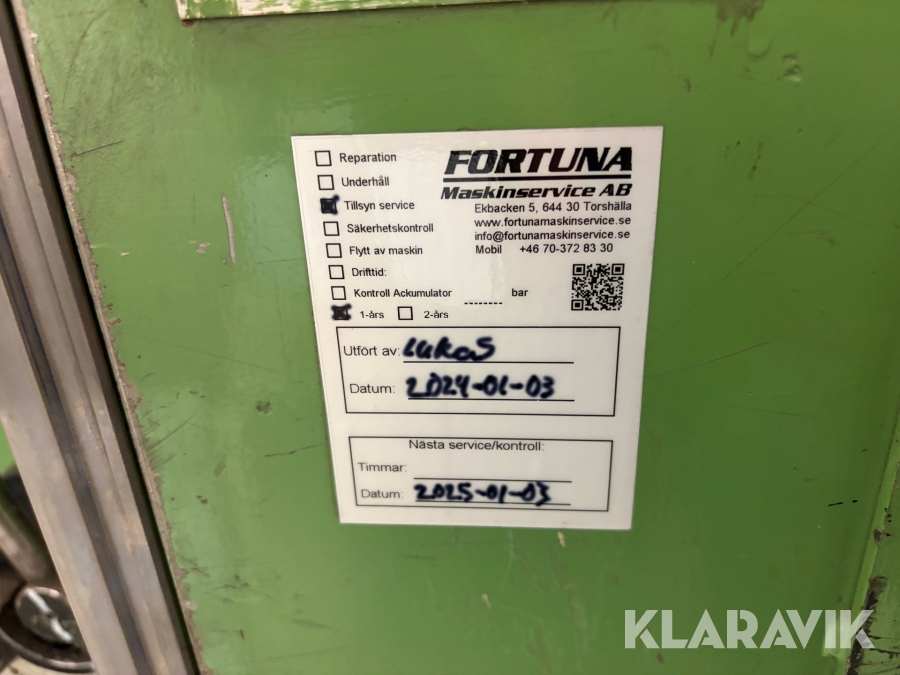 FORTUNA
Maskinservice AB
Ekbacken 5, 644 30 Torshälla
www.fortunamaskinservice.se
info@fortunamaskinservice.se
Mobil +46 70-372 83 30
Reparation
Underhåll
Tillsyn service
Säkerhetskontroll
Flytt av maskin
Drifttid:
Kontroll Ackumulator ........ bar
1-års 2-års
Utfört av: Lukas
Datum: 2024-01-03
Nästa service/kontroll:
Timmar:
Datum: 2025-01-03
KLARAVIK